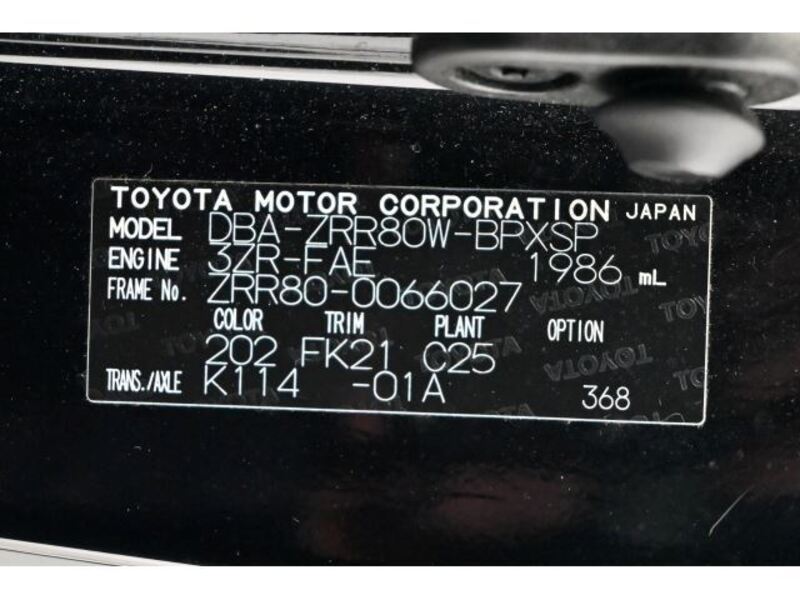 TOYOTA MOTOR CORPORATION JAPAN
MODEL DBA-ZRR80W-BPXSP
ENGINE 3ZR-FAE 1986 mL
FRAME No. ZRR80-0066027
COLOR TRIM PLANT OPTION
202 FK21 C25
TRANS./AXLE K114 -01A 368